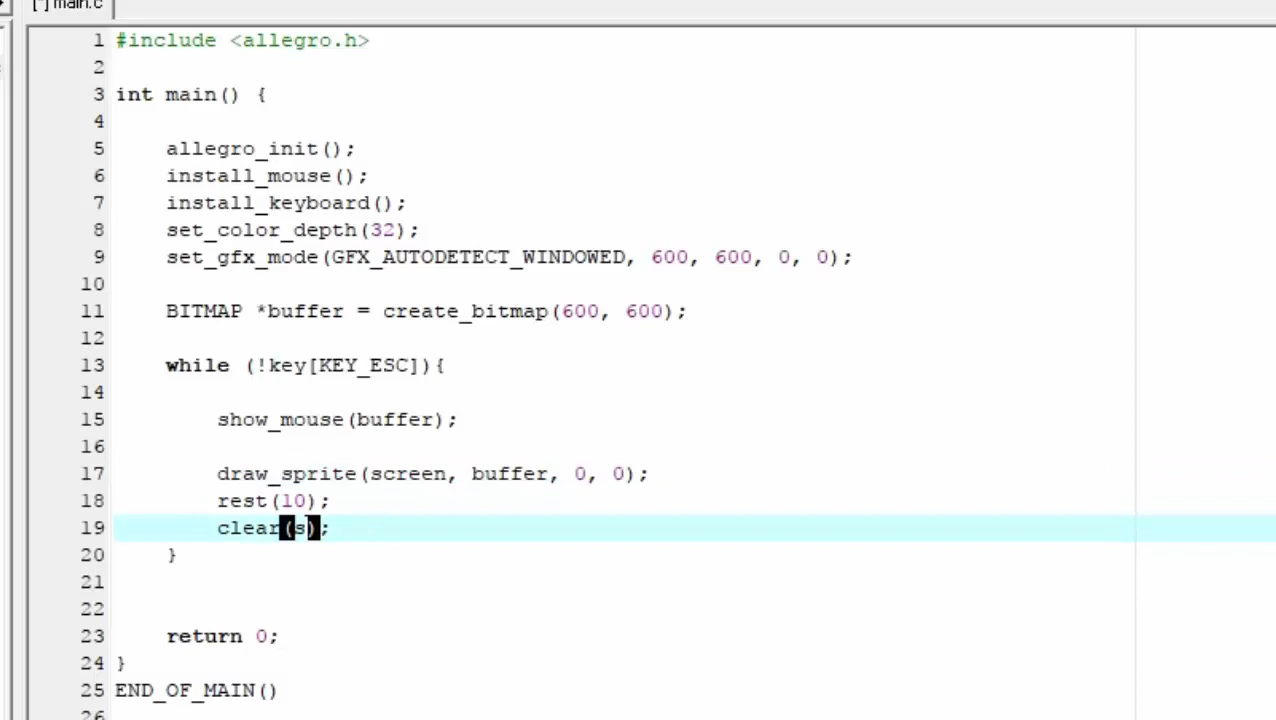 [*] main.c
1 #include <allegro.h>
2
3 int main() {
4
5 allegro_init();
6 install_mouse();
7 install_keyboard();
8 set_color_depth(32);
9 set_gfx_mode(GFX_AUTODETECT_WINDOWED, 600, 600, 0, 0);
10
11 BITMAP *buffer = create_bitmap(600, 600);
12
13 while (!key[KEY_ESC]){
14
15 show_mouse(buffer);
16
17 draw_sprite(screen, buffer, 0, 0);
18 rest(10);
19 clear(s);
20 }
21
22
23 return 0;
24 }
25 END_OF_MAIN()
26